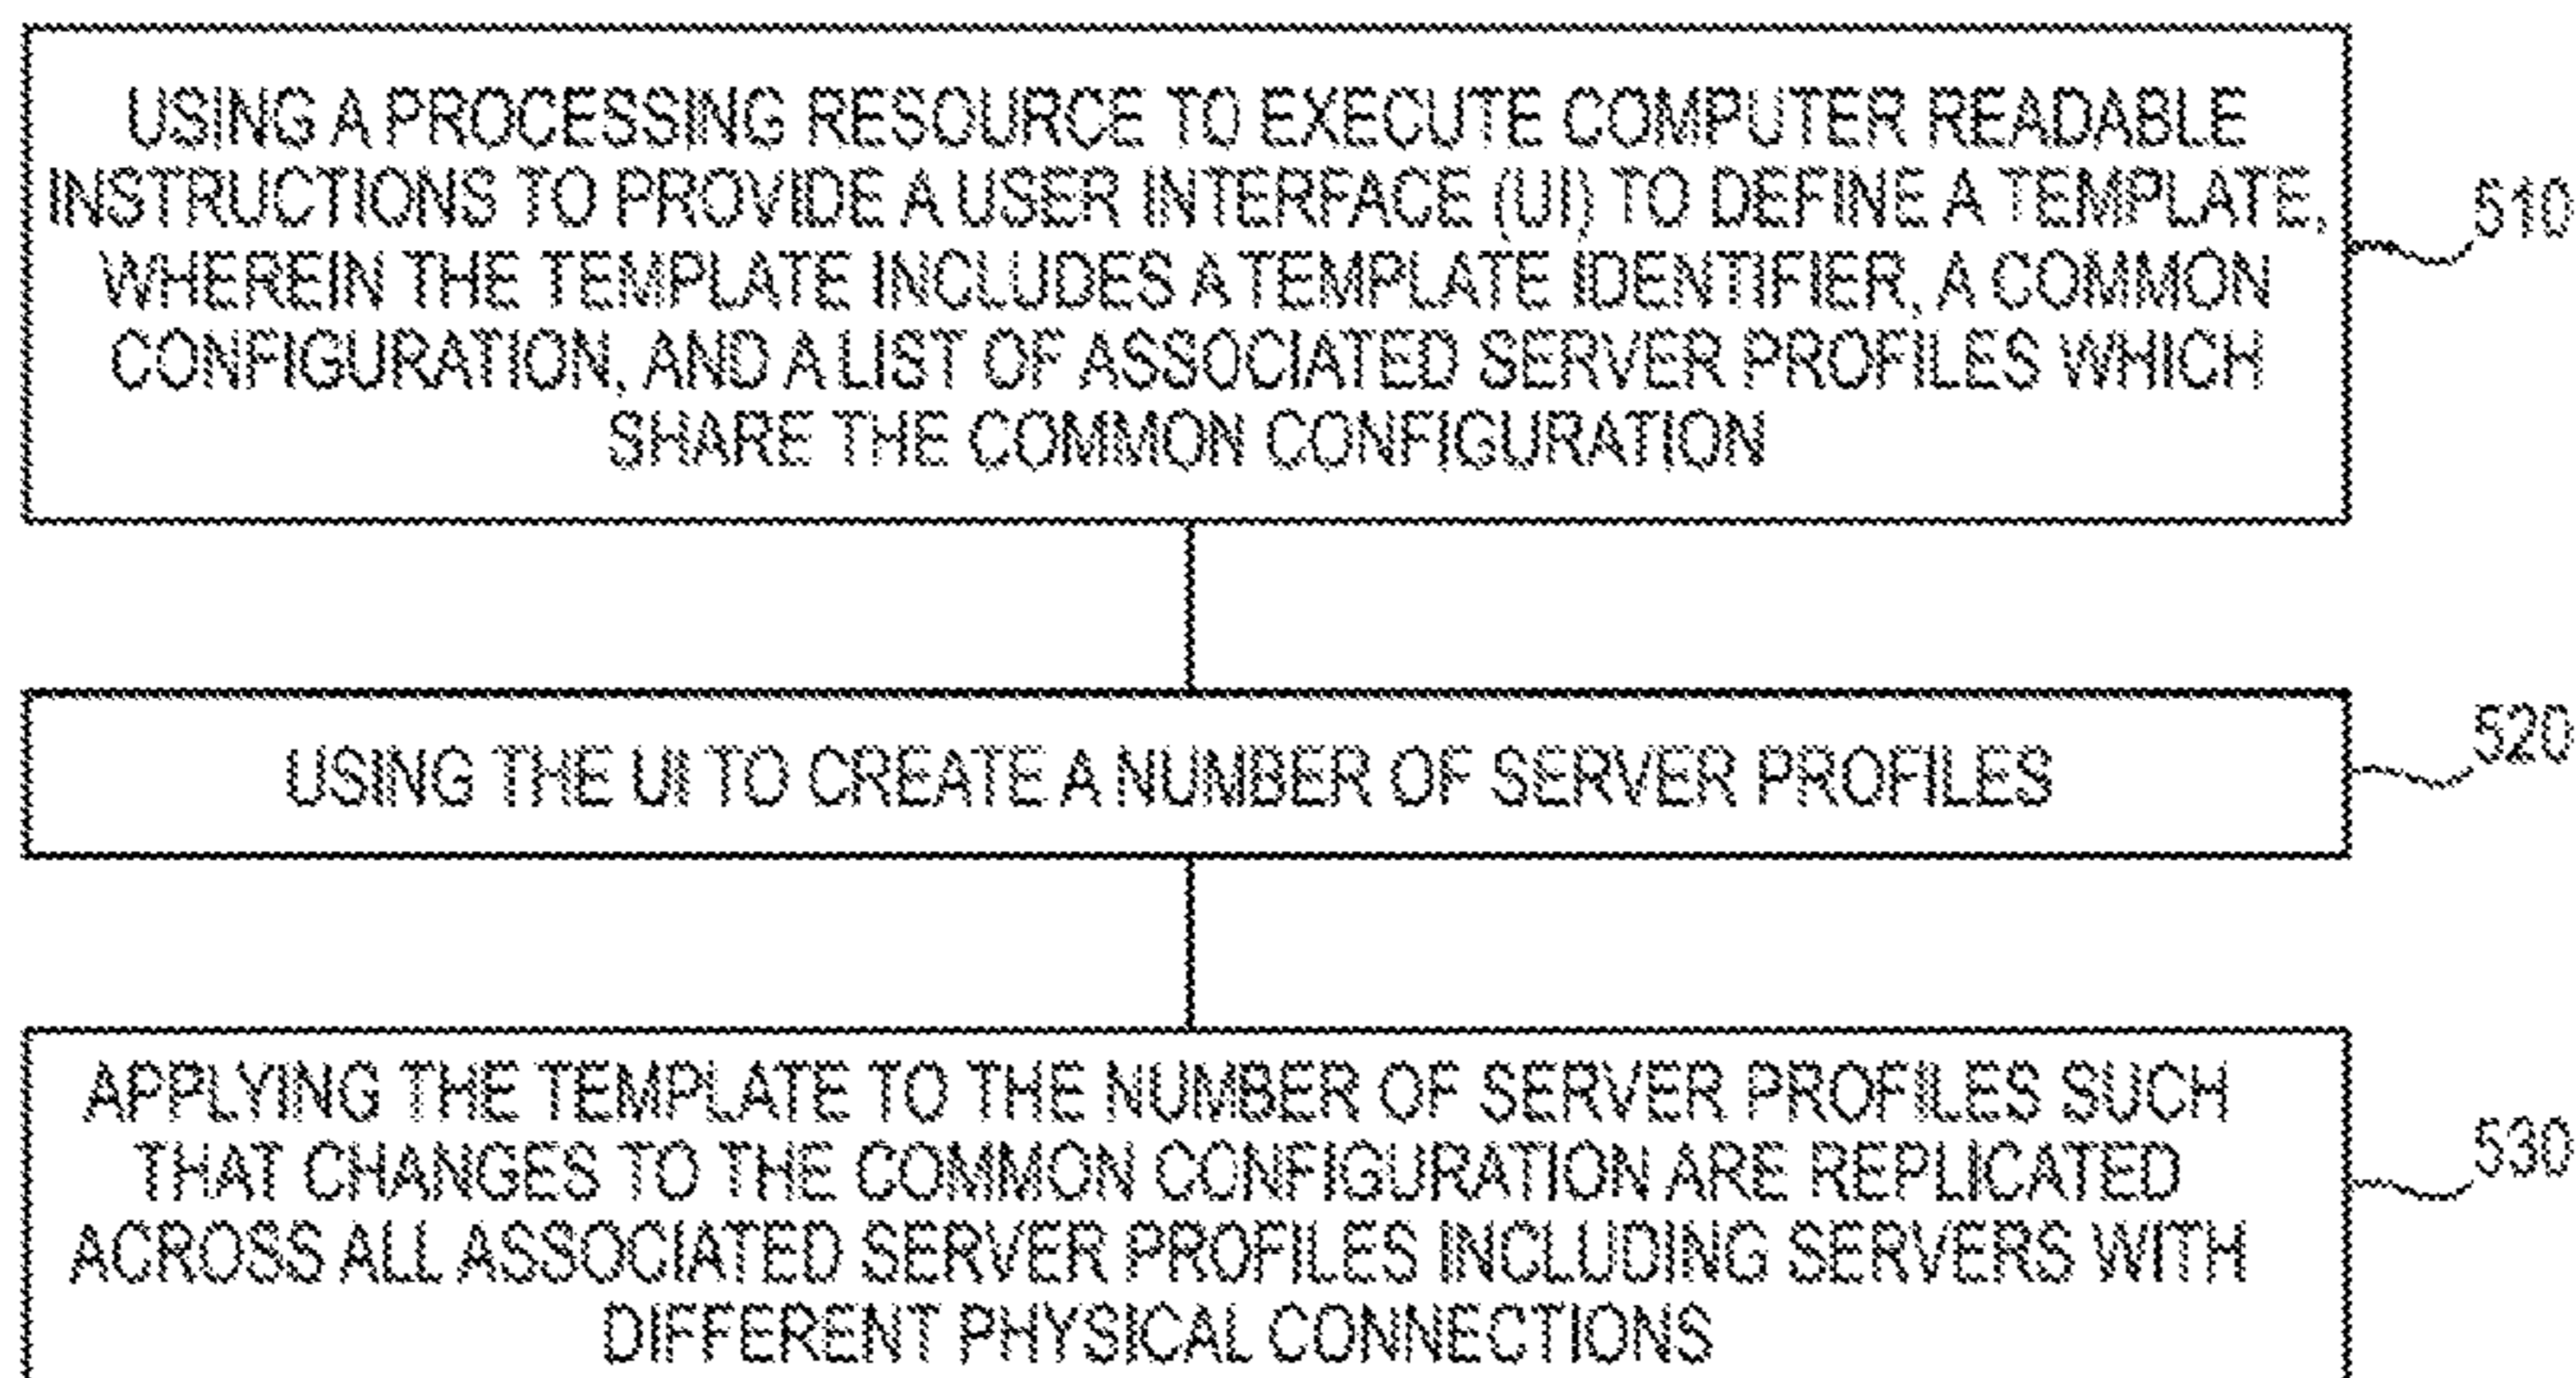 USING A PROCESSING RESOURCE TO EXECUTE COMPUTER READABLE
INSTRUCTIONS TO PROVIDE A USER INTERFACE (UI) TO DEFINE A TEMPLATE,
WHEREIN THE TEMPLATE INCLUDES A TEMPLATE IDENTIFIER, A COMMON
CONFIGURATION, AND A LIST OF ASSOCIATED SERVER PROFILES WHICH
SHARE THE COMMON CONFIGURATION
510
USING THE UI TO CREATE A NUMBER OF SERVER PROFILES
520
APPLYING THE TEMPLATE TO THE NUMBER OF SERVER PROFILES SUCH
THAT CHANGES TO THE COMMON CONFIGURATION ARE REPLICATED
ACROSS ALL ASSOCIATED SERVER PROFILES INCLUDING SERVERS WITH
DIFFERENT PHYSICAL CONNECTIONS
530